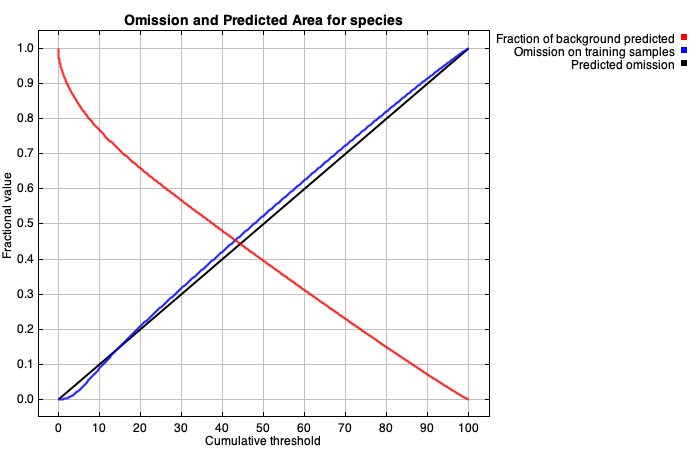 Omission and Predicted Area for species
Fraction of background predicted
Omission on training samples
Predicted omission
Fractional value
1.0
0.9
0.8
0.7
0.6
0.5
0.4
0.3
0.2
0.1
0.0
0 10 20 30 40 50 60 70 80 90 100
Cumulative threshold